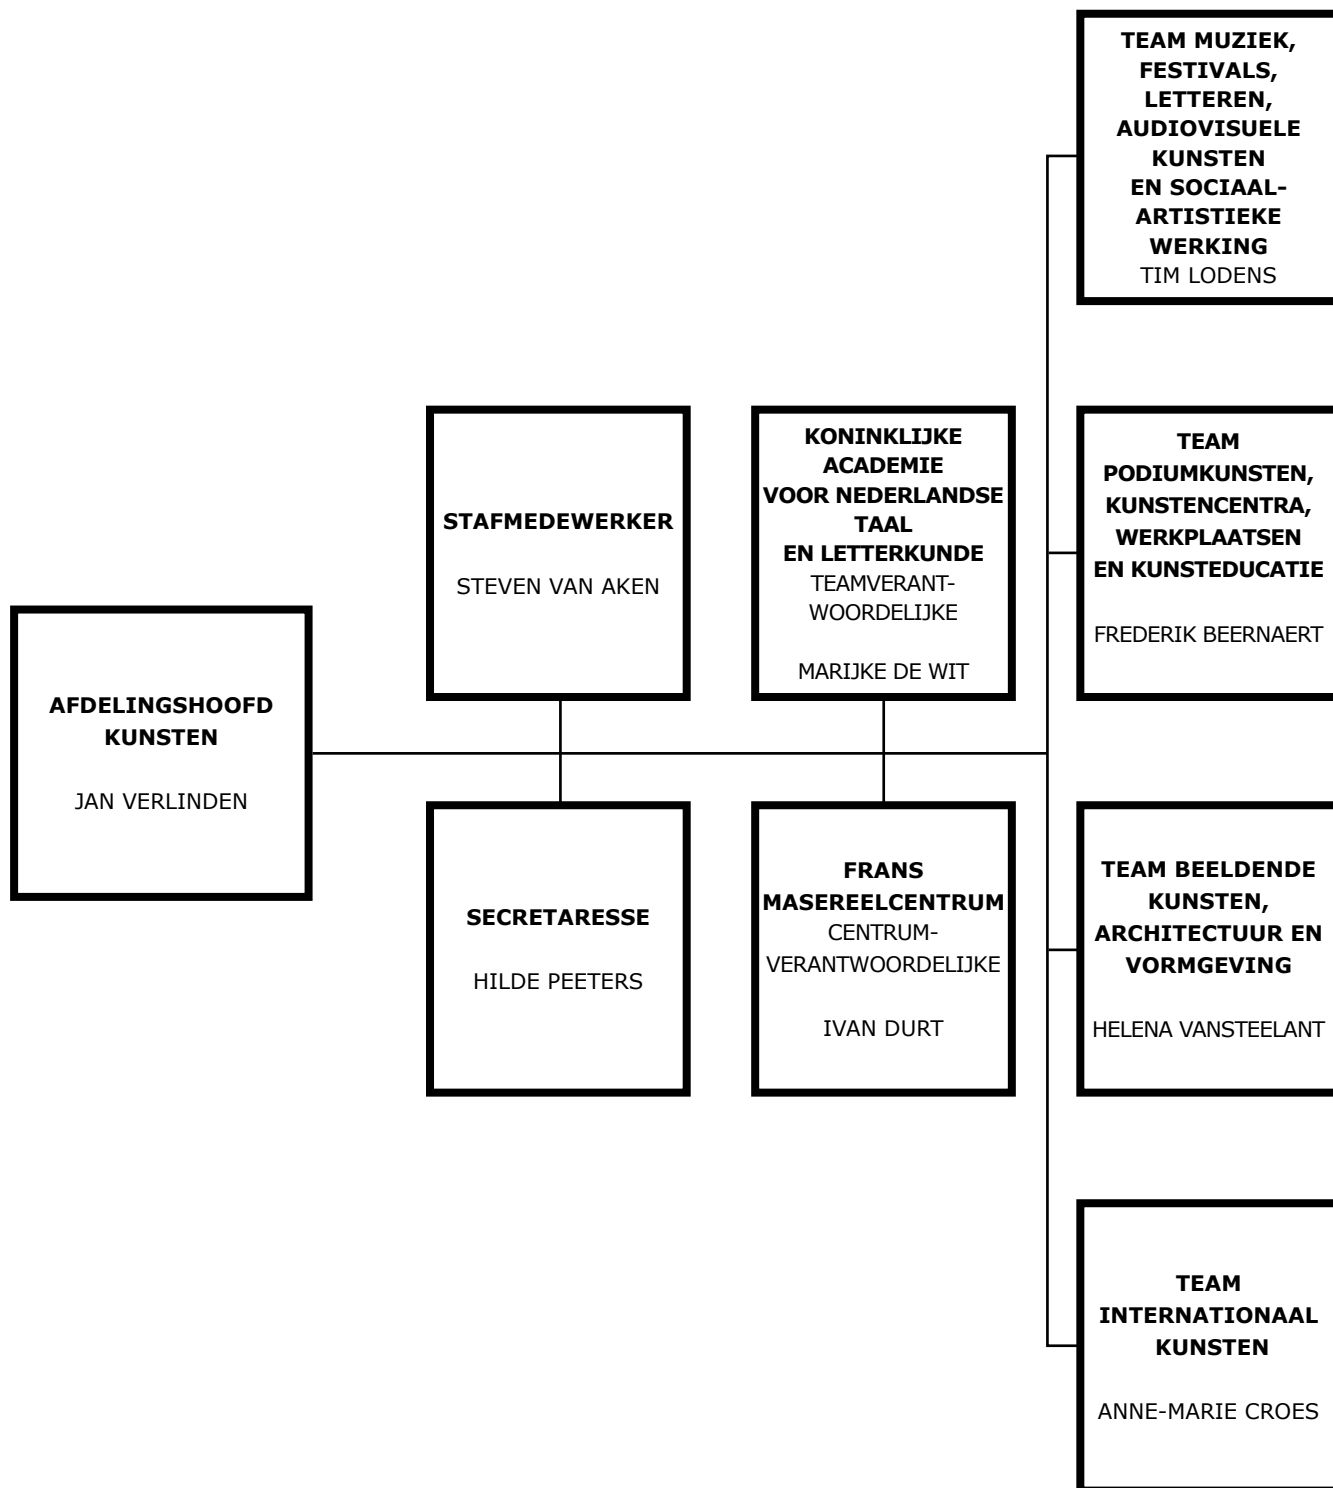 AFDELINGSHOOFD
KUNSTEN
JAN VERLINDEN
STAFMEDEWERKER
STEVEN VAN AKEN
SECRETARESSE
HILDE PEETERS
KONINKLIJKE
ACADEMIE
VOOR NEDERLANDSE
TAAL
EN LETTERKUNDE
TEAMVERANT-
WOORDELIJKE
MARIJKE DE WIT
FRANS
MASEREELCENTRUM
CENTRUM-
VERANTWOORDELIJKE
IVAN DURT
TEAM MUZIEK,
FESTIVALS,
LETTEREN,
AUDIOVISUELE
KUNSTEN
EN SOCIAAL-
ARTISTIEKE
WERKING
TIM LODENS
TEAM
PODIUMKUNSTEN,
KUNSTENCENTRA,
WERKPLAATSEN
EN KUNSTEDUCATIE
FREDERIK BEERNAERT
TEAM BEELDENDE
KUNSTEN,
ARCHITECTUUR EN
VORMGEVING
HELENA VANSTEELANT
TEAM
INTERNATIONAAL
KUNSTEN
ANNE-MARIE CROES